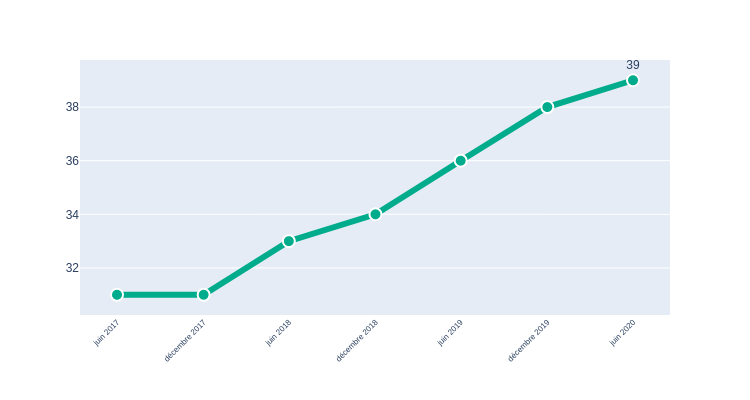 39
38
36
34
32
juin 2017
décembre 2017
juin 2018
décembre 2018
juin 2019
décembre 2019
juin 2020